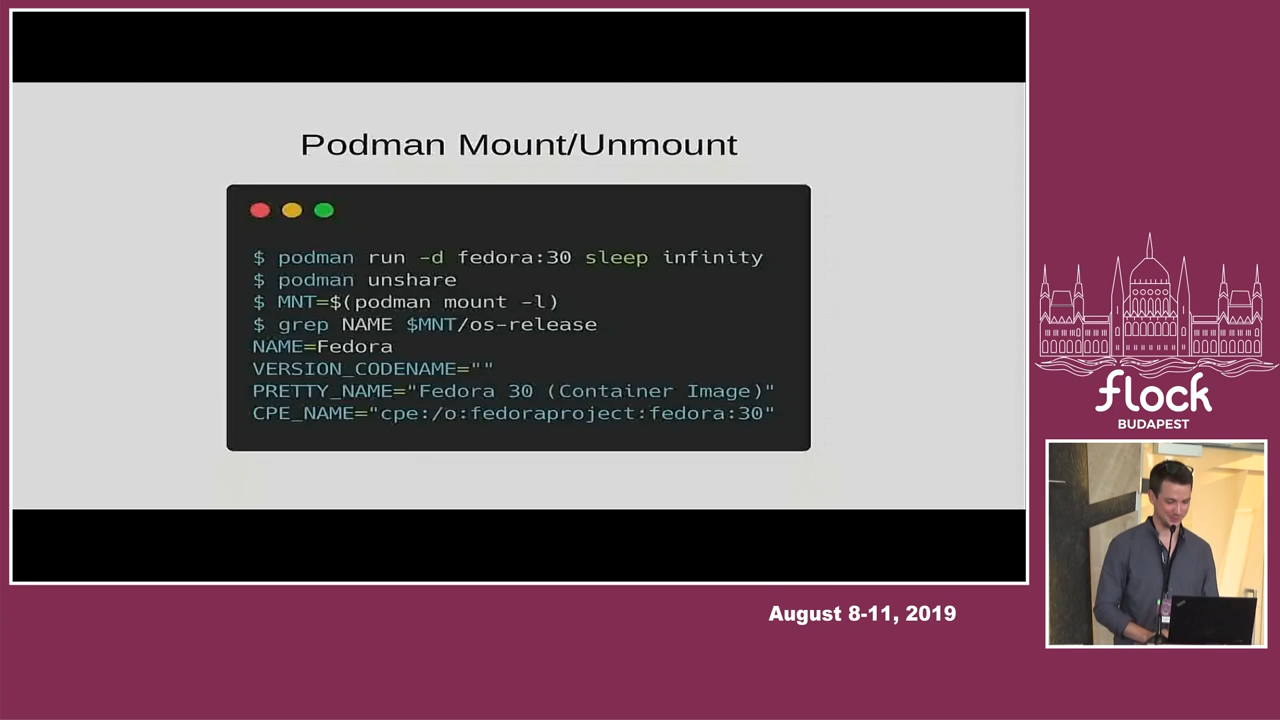 Podman Mount/Unmount
$ podman run -d fedora:30 sleep infinity
$ podman unshare
$ MNT=$(podman mount -l)
$ grep NAME $MNT/os-release
NAME=Fedora
VERSION_CODENAME=""
PRETTY_NAME="Fedora 30 (Container Image)"
CPE_NAME="cpe:/o:fedoraproject:fedora:30"
flock
BUDAPEST
August 8-11, 2019